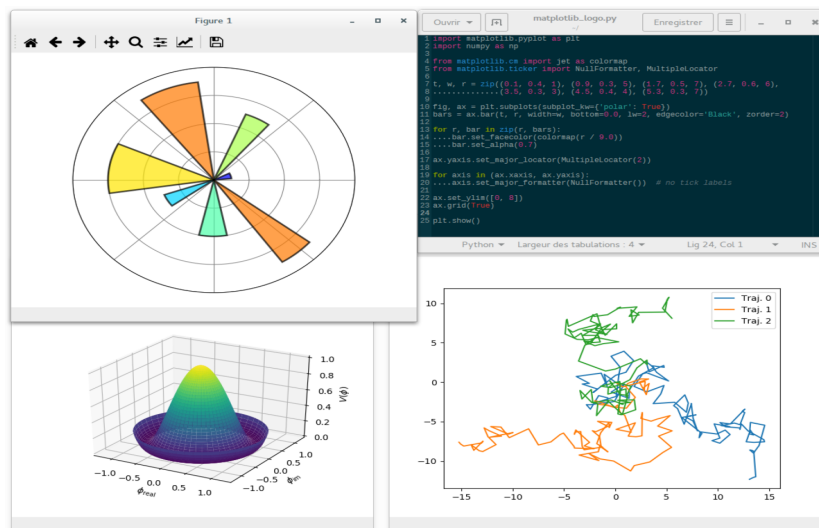 Figure 1
Ouvrir
matplotlib_logo.py
Enregistrer
1 import matplotlib.pyplot as plt
2 import numpy as np
3
4 from matplotlib.cm import jet as colormap
5 from matplotlib.ticker import NullFormatter, MultipleLocator
6
7 t, w, r = zip((0.1, 0.4, 1), (0.9, 0.3, 5), (1.7, 0.5, 7), (2.7, 0.6, 6),
8 ..............(3.5, 0.3, 3), (4.5, 0.4, 4), (5.3, 0.3, 7))
9
10 fig, ax = plt.subplots(subplot_kw={'polar': True})
11 bars = ax.bar(t, r, width=w, bottom=0.0, lw=2, edgecolor='Black', zorder=2)
12
13 for r, bar in zip(r, bars):
14 ....bar.set_facecolor(colormap(r / 9.0))
15 ....bar.set_alpha(0.7)
16
17 ax.yaxis.set_major_locator(MultipleLocator(2))
18
19 for axis in (ax.xaxis, ax.yaxis):
20 ....axis.set_major_formatter(NullFormatter())  # no tick labels
21
22 ax.set_ylim([0, 8])
23 ax.grid(True)
24
25 plt.show()
Python
Largeur des tabulations : 4
Lig 24, Col 1
INS
1.0
0.8
0.6
0.4
0.2
0.0
V(ϕ)
−1.0
−0.5
0.0
0.5
1.0
ϕreal
−1.0
−0.5
0.0
0.5
1.0
ϕim
10
5
0
−5
−10
−15
−10
−5
0
5
10
15
Traj. 0
Traj. 1
Traj. 2